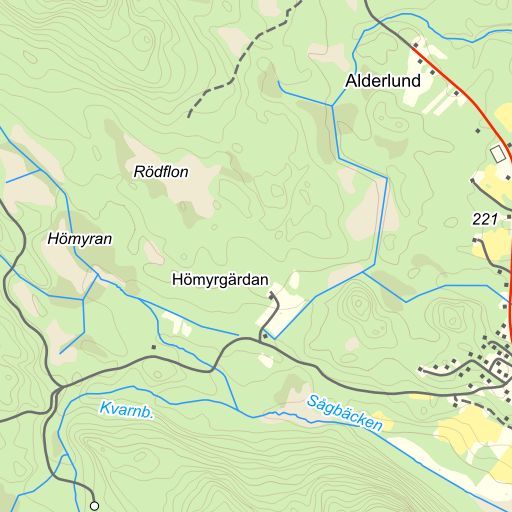 Alderlund
Rödflon
221
Hömyran
Hömyrgärdan
Kvarnb.
Sågbäcken